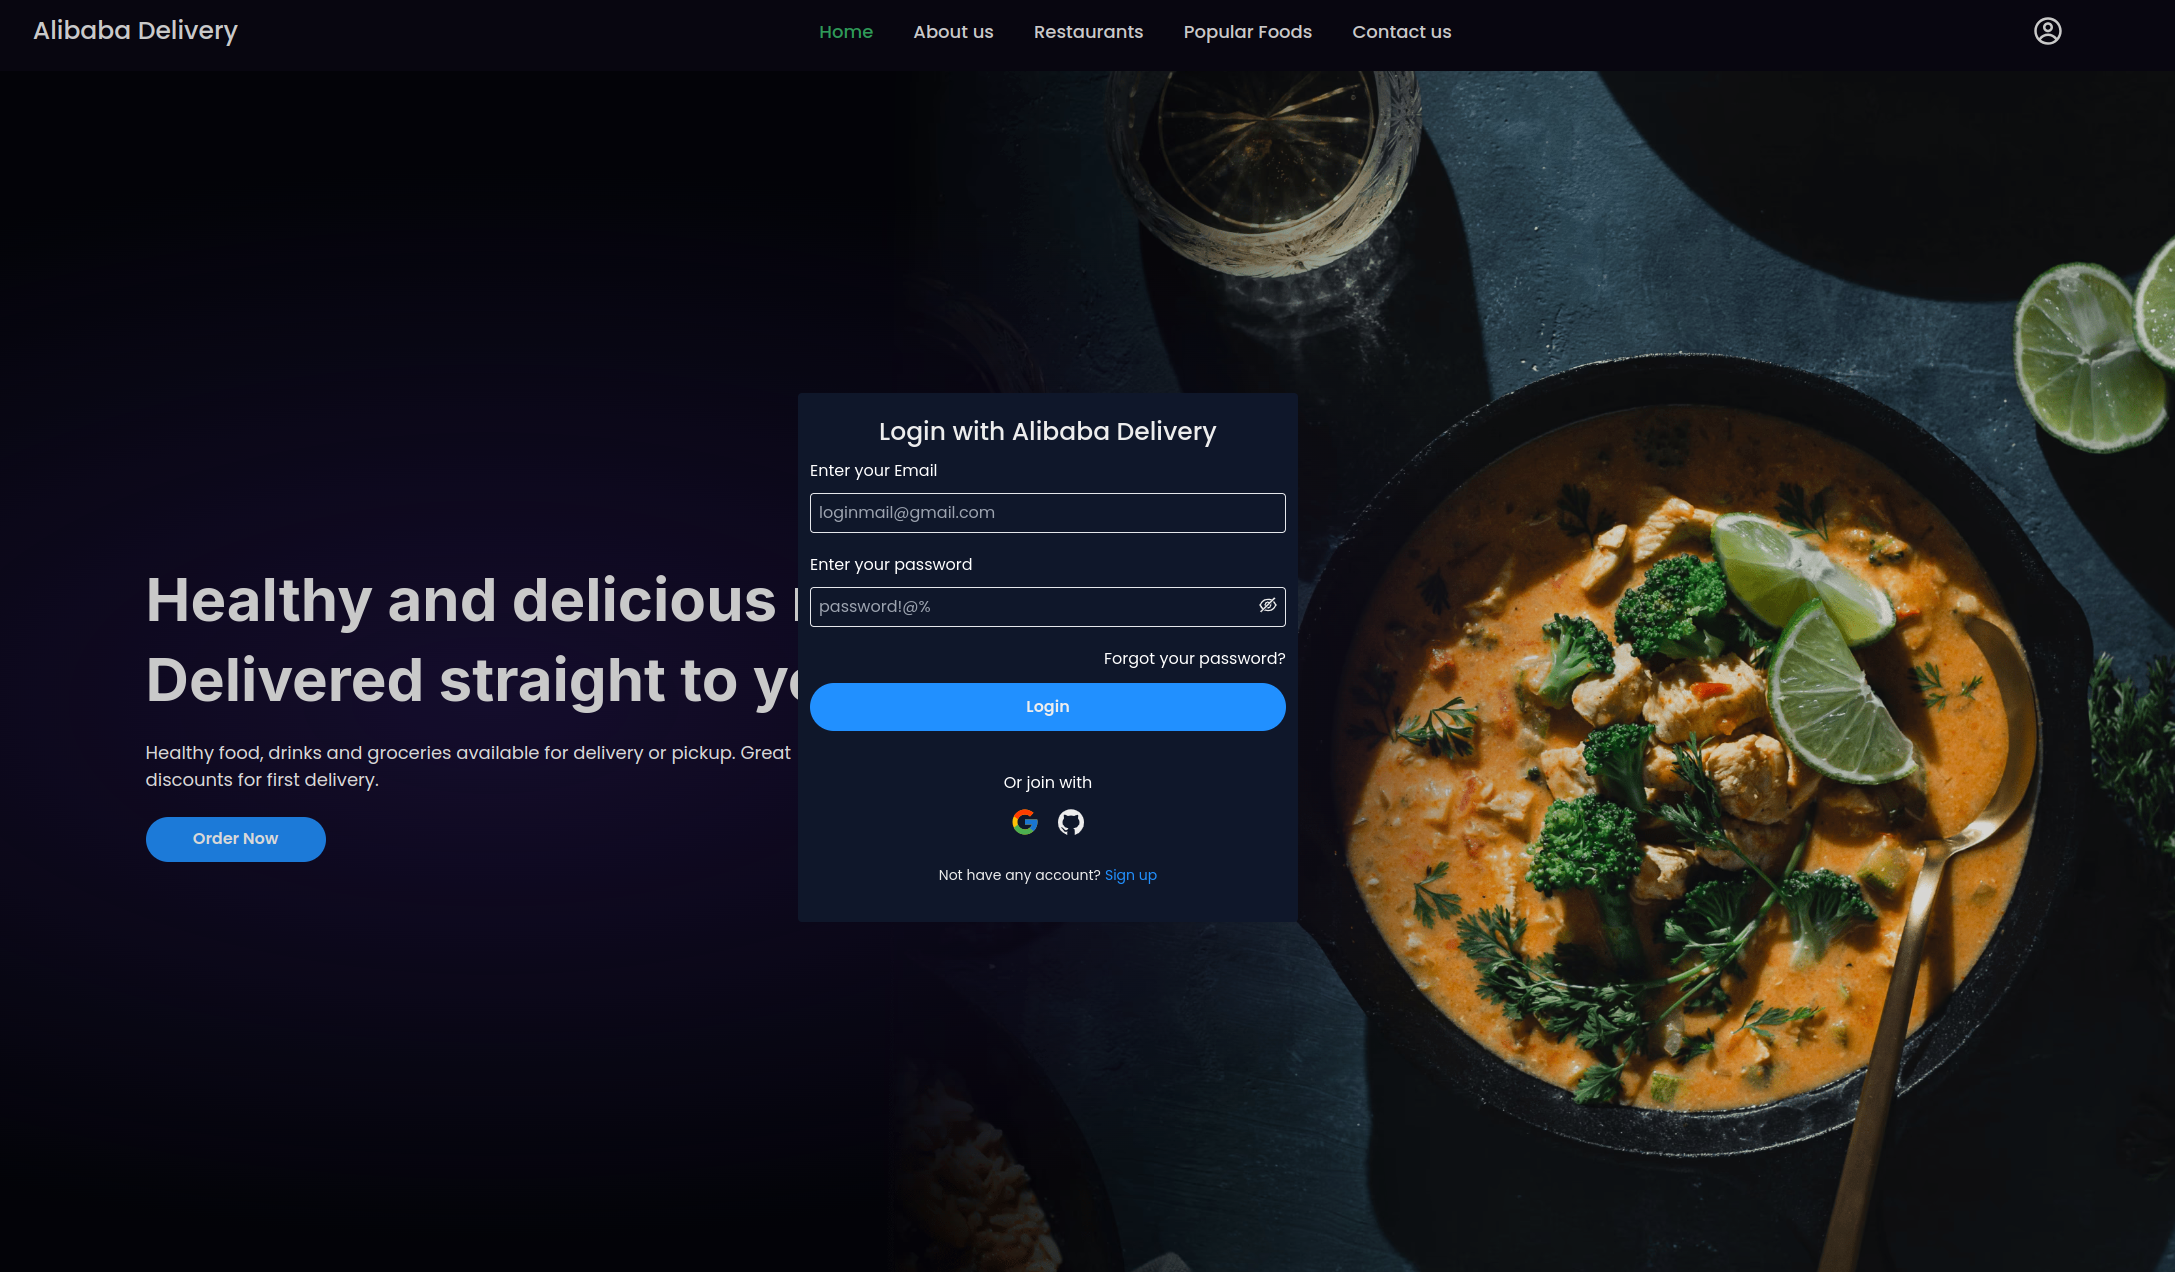 Alibaba Delivery
Home About us Restaurants Popular Foods Contact us
Healthy and delicious
Delivered straight to
Healthy food, drinks and groceries available for delivery or pickup. Great
discounts for first delivery.
Order Now
Login with Alibaba Delivery
Enter your Email
loginmail@gmail.com
Enter your password
password!@%
Forgot your password?
Login
Or join with
Not have any account? Sign up